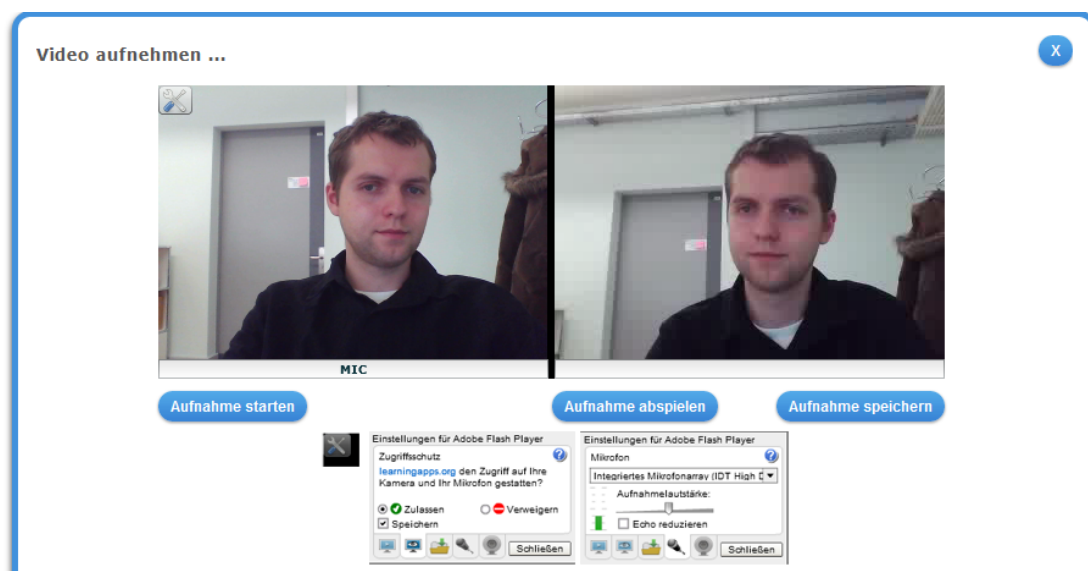 Video aufnehmen ...
X
MIC
Aufnahme starten
Aufnahme abspielen
Aufnahme speichern
Einstellungen für Adobe Flash Player
Zugriffsschutz
learningapps.org den Zugriff auf Ihre
Kamera und Ihr Mikrofon gestatten?
Zulassen
Verweigern
Speichern
Schließen
Einstellungen für Adobe Flash Player
Mikrofon
Integriertes Mikrofonarray (IDT High D
Aufnahmelautstärke:
Echo reduzieren
Schließen